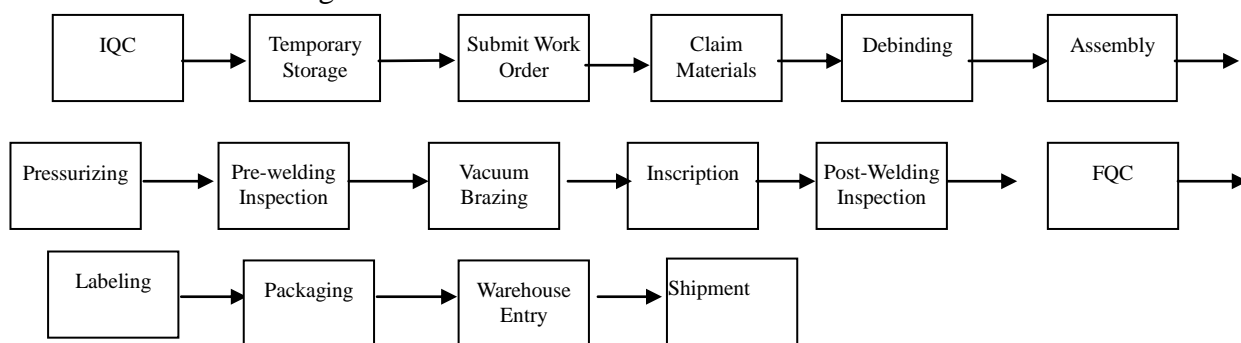 IQC
Temporary
Storage
Submit Work
Order
Claim
Materials
Debinding
Assembly
Pressurizing
Pre-welding
Inspection
Vacuum
Brazing
Inscription
Post-Welding
Inspection
FQC
Labeling
Packaging
Warehouse
Entry
Shipment